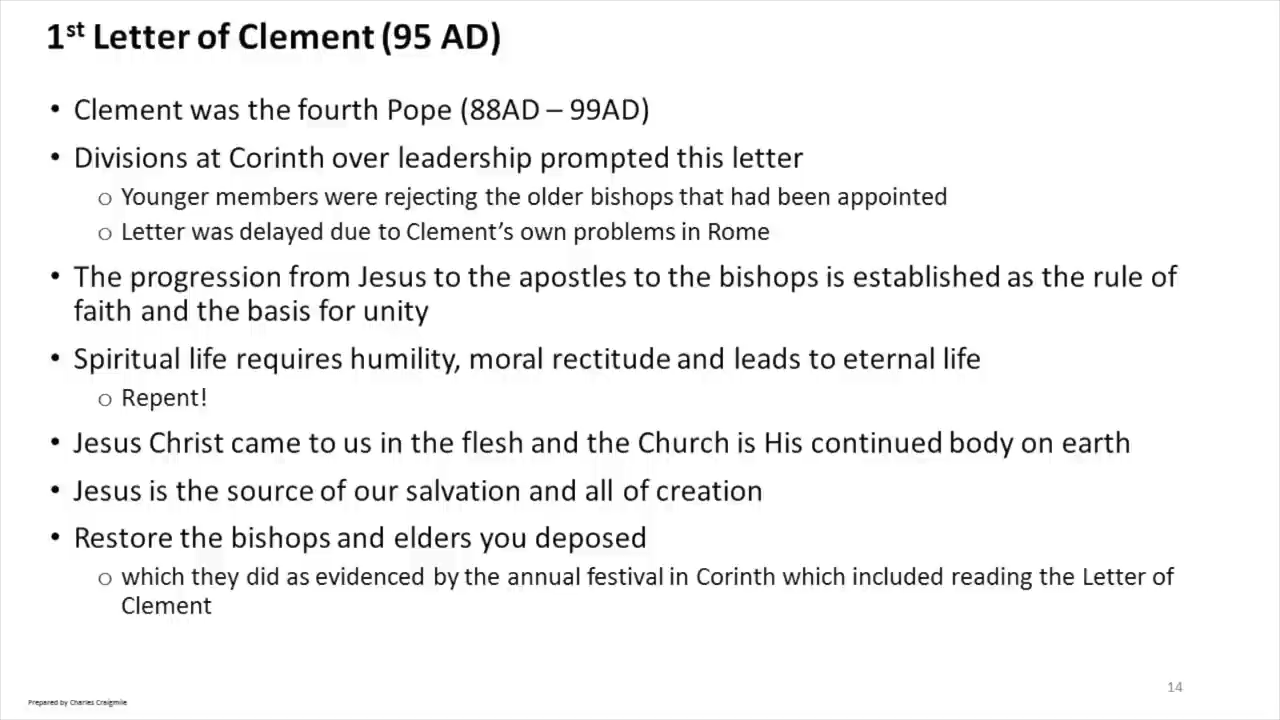 1st Letter of Clement (95 AD)
• Clement was the fourth Pope (88AD – 99AD)
• Divisions at Corinth over leadership prompted this letter
o Younger members were rejecting the older bishops that had been appointed
o Letter was delayed due to Clement’s own problems in Rome
• The progression from Jesus to the apostles to the bishops is established as the rule of
faith and the basis for unity
• Spiritual life requires humility, moral rectitude and leads to eternal life
o Repent!
• Jesus Christ came to us in the flesh and the Church is His continued body on earth
• Jesus is the source of our salvation and all of creation
• Restore the bishops and elders you deposed
o which they did as evidenced by the annual festival in Corinth which included reading the Letter of
Clement
14
Prepared by Charles Craigmile